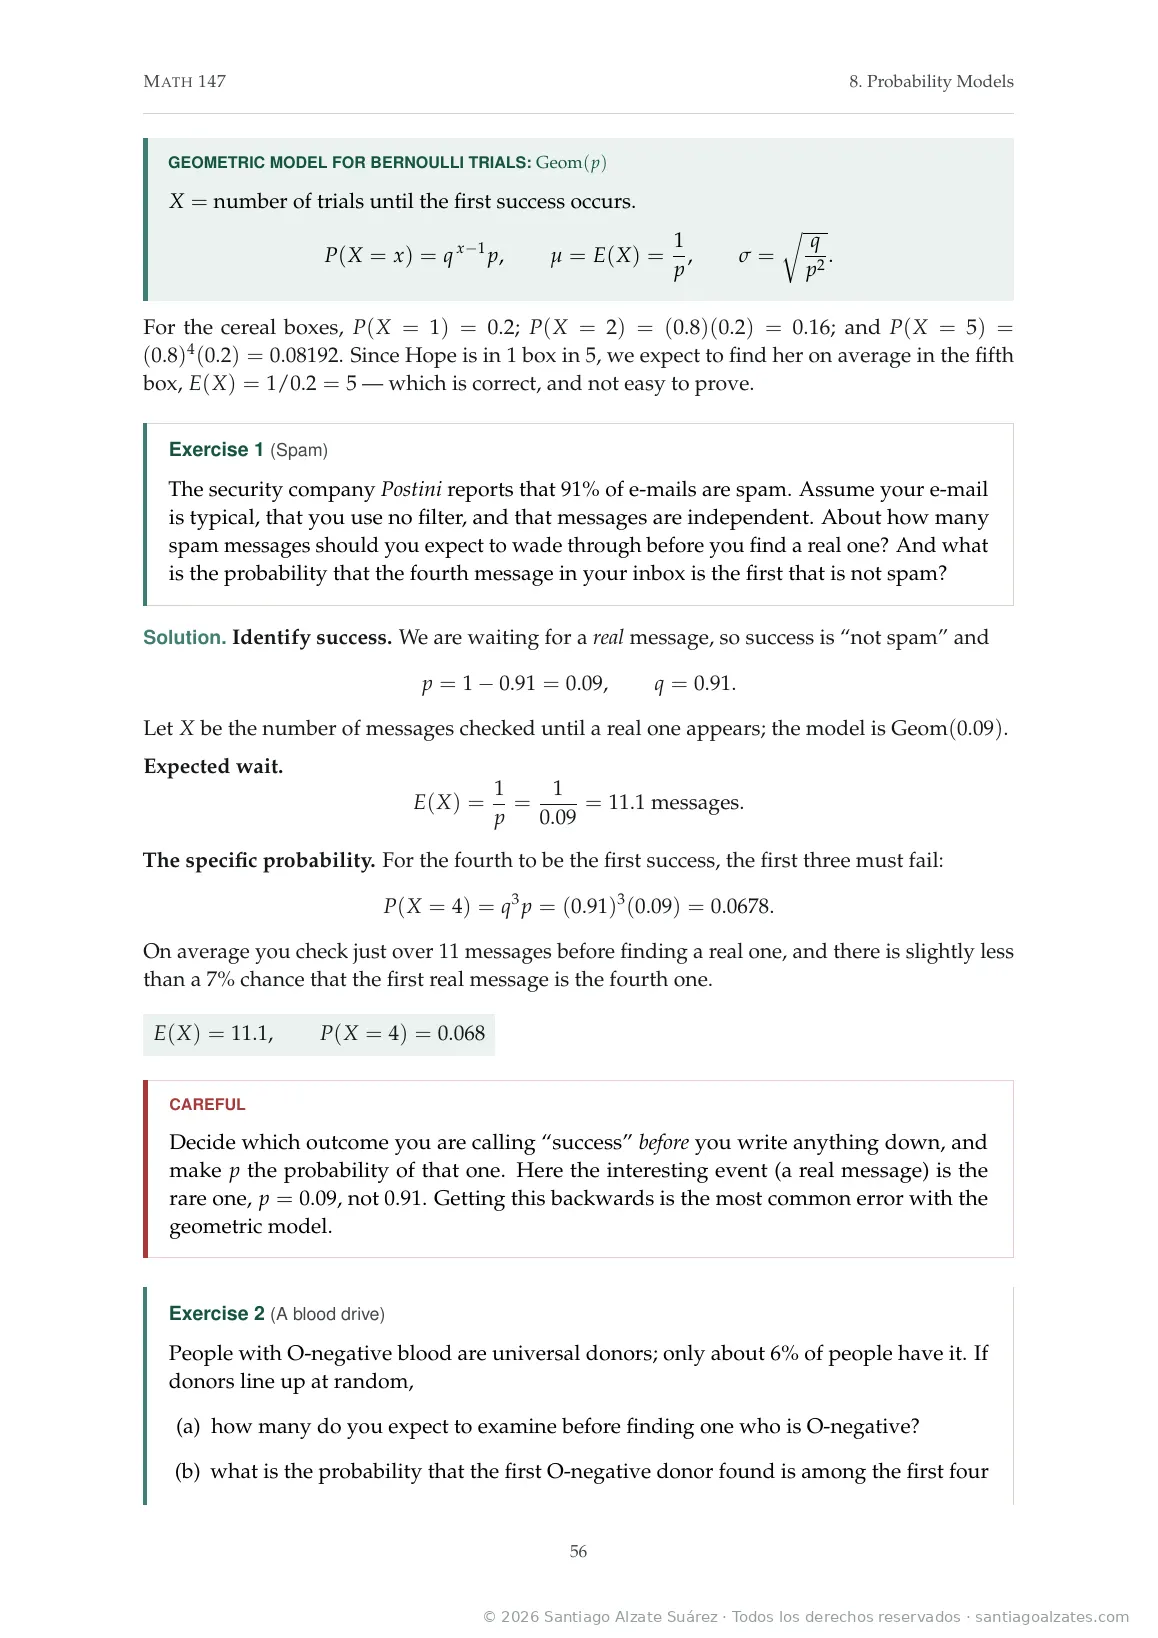 MATH 147 8. Probability Models
GEOMETRIC MODEL FOR BERNOULLI TRIALS: Geom(p)
X = number of trials until the first success occurs.
P(X = x) = q^{x−1}p, μ = E(X) = 1/p, σ = √(q/p²).
For the cereal boxes, P(X = 1) = 0.2; P(X = 2) = (0.8)(0.2) = 0.16; and P(X = 5) =
(0.8)⁴(0.2) = 0.08192. Since Hope is in 1 box in 5, we expect to find her on average in the fifth
box, E(X) = 1/0.2 = 5 — which is correct, and not easy to prove.
Exercise 1 (Spam)
The security company Postini reports that 91% of e-mails are spam. Assume your e-mail
is typical, that you use no filter, and that messages are independent. About how many
spam messages should you expect to wade through before you find a real one? And what
is the probability that the fourth message in your inbox is the first that is not spam?
Solution. Identify success. We are waiting for a real message, so success is “not spam” and
p = 1 − 0.91 = 0.09, q = 0.91.
Let X be the number of messages checked until a real one appears; the model is Geom(0.09).
Expected wait.
E(X) = 1/p = 1/0.09 = 11.1 messages.
The specific probability. For the fourth to be the first success, the first three must fail:
P(X = 4) = q³p = (0.91)³(0.09) = 0.0678.
On average you check just over 11 messages before finding a real one, and there is slightly less
than a 7% chance that the first real message is the fourth one.
E(X) = 11.1, P(X = 4) = 0.068
CAREFUL
Decide which outcome you are calling “success” before you write anything down, and
make p the probability of that one. Here the interesting event (a real message) is the
rare one, p = 0.09, not 0.91. Getting this backwards is the most common error with the
geometric model.
Exercise 2 (A blood drive)
People with O-negative blood are universal donors; only about 6% of people have it. If
donors line up at random,
(a) how many do you expect to examine before finding one who is O-negative?
(b) what is the probability that the first O-negative donor found is among the first four
56
© 2026 Santiago Alzate Suárez · Todos los derechos reservados · santiagoalzates.com